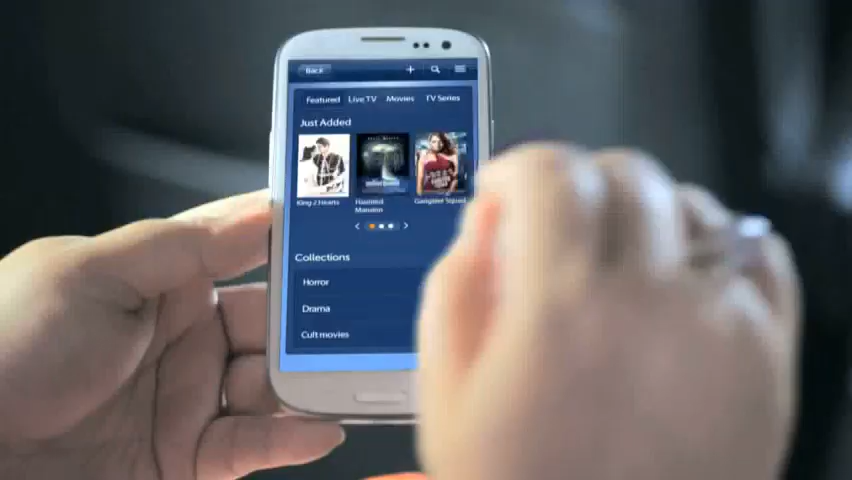 Back
Featured Live TV Movies TV Series
Just Added
King 2 Hearts
Haunted
Mansion
Gangster Squad
Collections
Horror
Drama
Cult movies